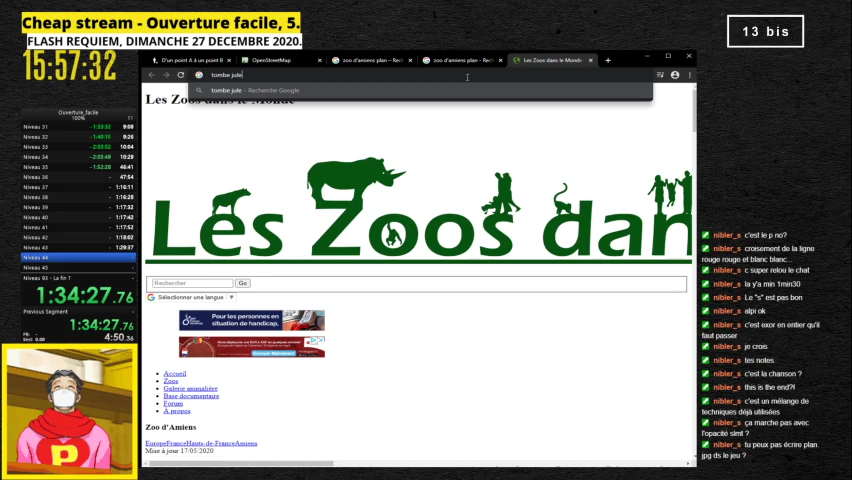 Cheap stream - Ouverture facile, 5.
FLASH REQUIEM, DIMANCHE 27 DECEMBRE 2020.
15:57:32
13 bis
D'un point A à un point B
OpenStreetMap
zoo d'amiens plan - Rec
zoo d'amiens plan - Rec
Les Zoos dans le Monde
tombe jule
tombe jule - Recherche Google
Les Zoos dans le Monde
Les Zoos dan
Rechercher Go
Sélectionner une langue
Pour les personnes en
situation de handicap,
Accueil
Zoos
Galerie animalière
Base documentaire
Forum
À propos
Zoo d'Amiens
EuropeFranceHauts-de-FranceAmiens
Mise à jour 17/05/2020
Ouverture_facile
100% 11
Niveau 31 -1:33:52 9:08
Niveau 32 -1:40:15 9:26
Niveau 33 -2:03:52 10:04
Niveau 34 -2:03:49 10:29
Niveau 35 -1:52:20 46:41
Niveau 36 - 47:54
Niveau 37 - 1:16:11
Niveau 38 - 1:16:28
Niveau 39 - 1:17:32
Niveau 40 - 1:17:42
Niveau 41 - 1:17:52
Niveau 42 - 1:18:02
Niveau 43 - 1:29:37
Niveau 44 -
Niveau 45 -
Niveau 93 - La fin ? -
1:34:27.76
Previous Segment -
1:34:27.76
PB: -
Best: 0.00 4:50.36
P
nibler_s c'est le p no?
nibler_s croisement de la ligne
rouge rouge et blanc blanc...
nibler_s c super relou le chat
nibler_s la y'a min 1min30
nibler_s Le "s" est pas bon
nibler_s alpi ok
nibler_s c'est exor en entier qu'il
faut passer
nibler_s je crois
nibler_s tes notes
nibler_s c'est la chanson ?
nibler_s this is the end?!
nibler_s c'est un mélange de
techniques déjà utilisées
nibler_s ça marche pas avec
l'opacité slmt ?
nibler_s tu peux pas écrire plan
jpg ds le jeu ?